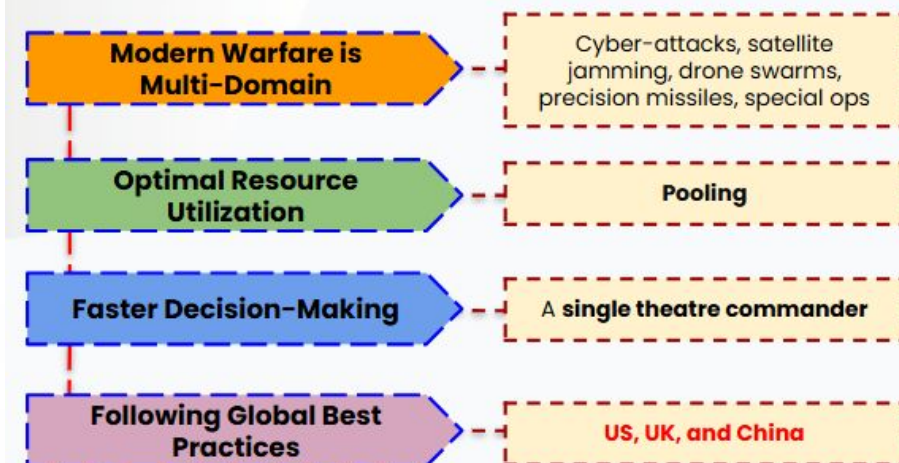 Modern Warfare is
Multi-Domain
Cyber-attacks, satellite
jamming, drone swarms,
precision missiles, special ops
Optimal Resource
Utilization
Pooling
Faster Decision-Making
A single theatre commander
Following Global Best
Practices
US, UK, and China